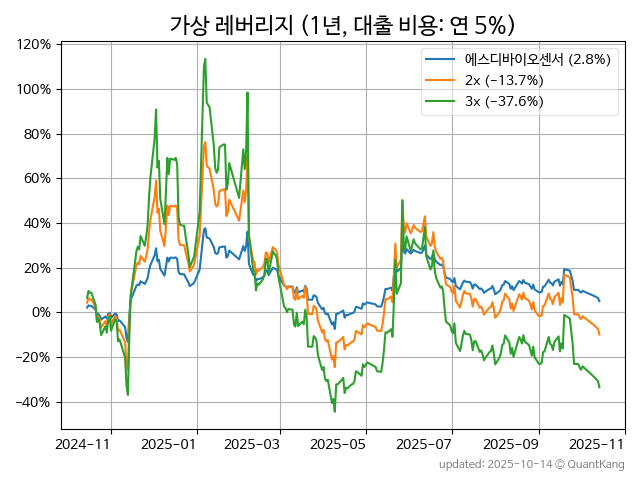 가상 레버리지 (1년, 대출 비용: 연 5%)
에스디바이오센서 (2.8%)
2x (−13.7%)
3x (−37.6%)
120%
100%
80%
60%
40%
20%
0%
−20%
−40%
2024-11 2025-01 2025-03 2025-05 2025-07 2025-09 2025-11
updated: 2025-10-14 © QuantKang